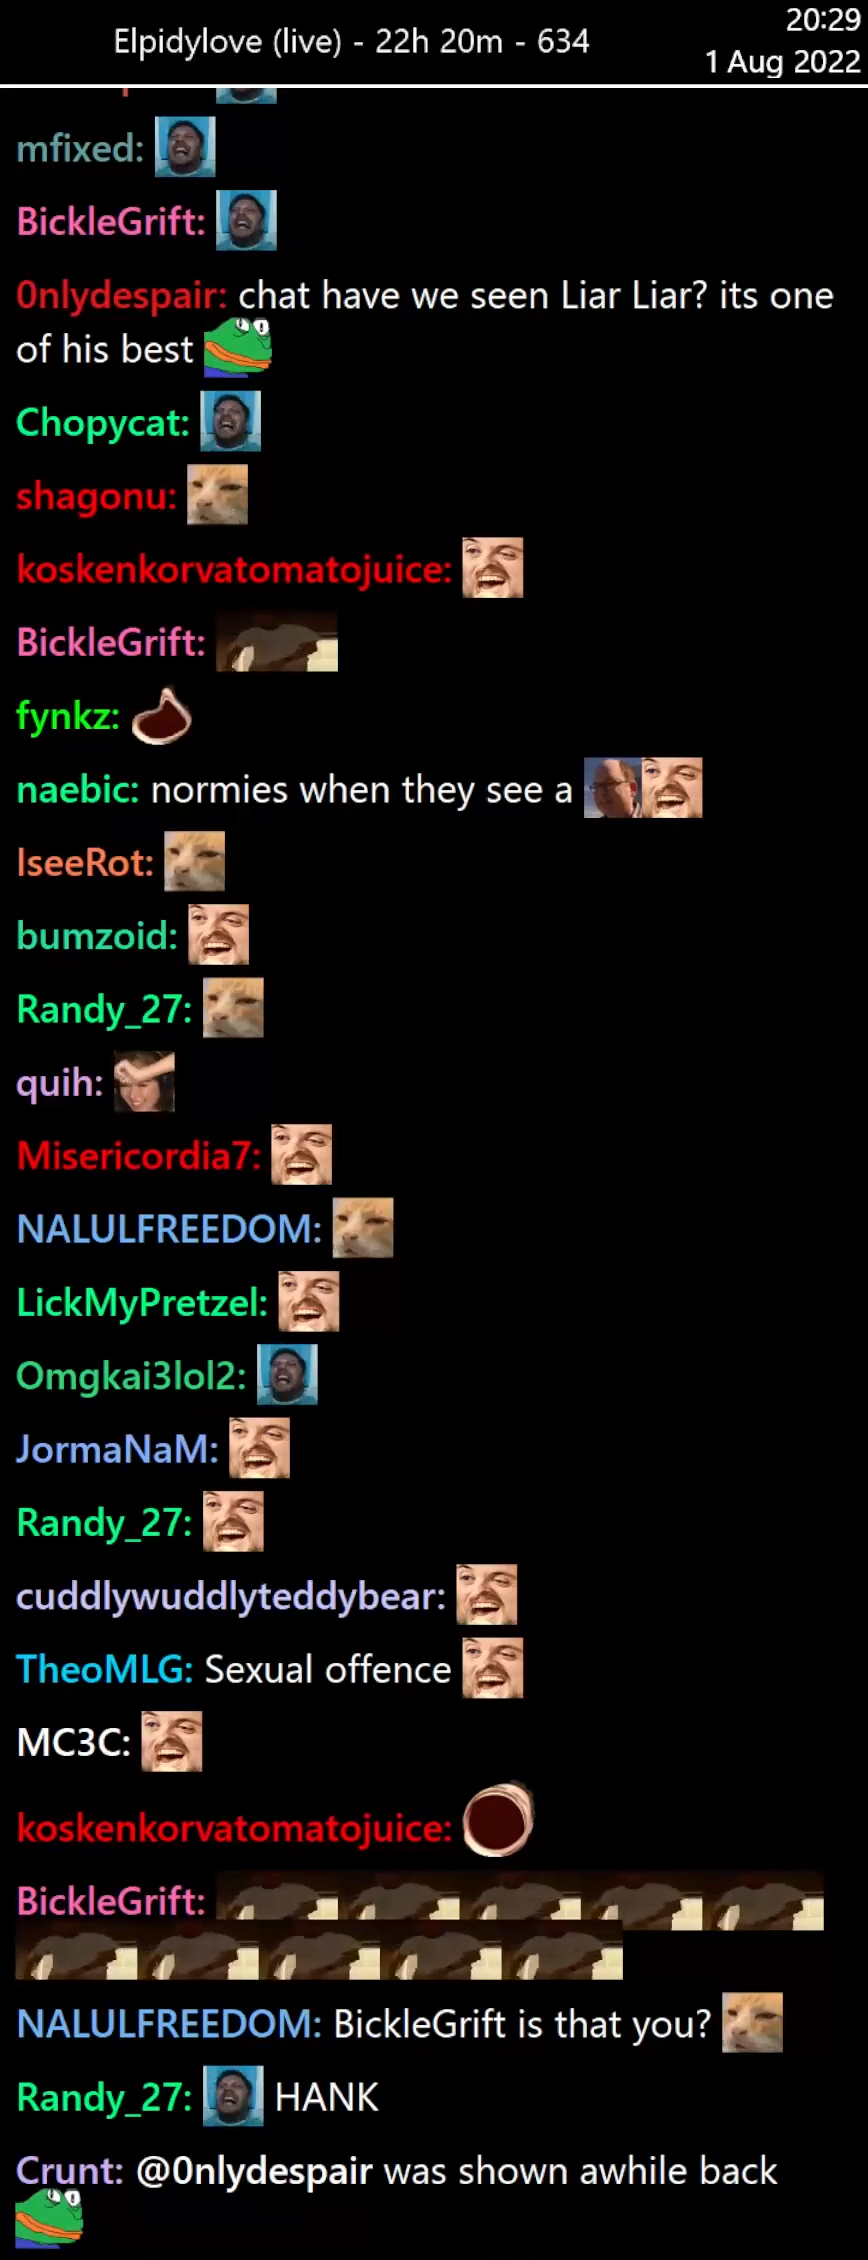 Elpidylove (live) - 22h 20m - 634
20:29
1 Aug 2022
mfixed:
BickleGrift:
0nlydespair: chat have we seen Liar Liar? its one
of his best
Chopycat:
shagonu:
koskenkorvatomatojuice:
BickleGrift:
fynkz:
naebic: normies when they see a
IseeRot:
bumzoid:
Randy_27:
quih:
Misericordia7:
NALULFREEDOM:
LickMyPretzel:
Omgkai3lol2:
JormaNaM:
Randy_27:
cuddlywuddlyteddybear:
TheoMLG: Sexual offence
MC3C:
koskenkorvatomatojuice:
BickleGrift:
NALULFREEDOM: BickleGrift is that you?
Randy_27: HANK
Crunt: @0nlydespair was shown awhile back